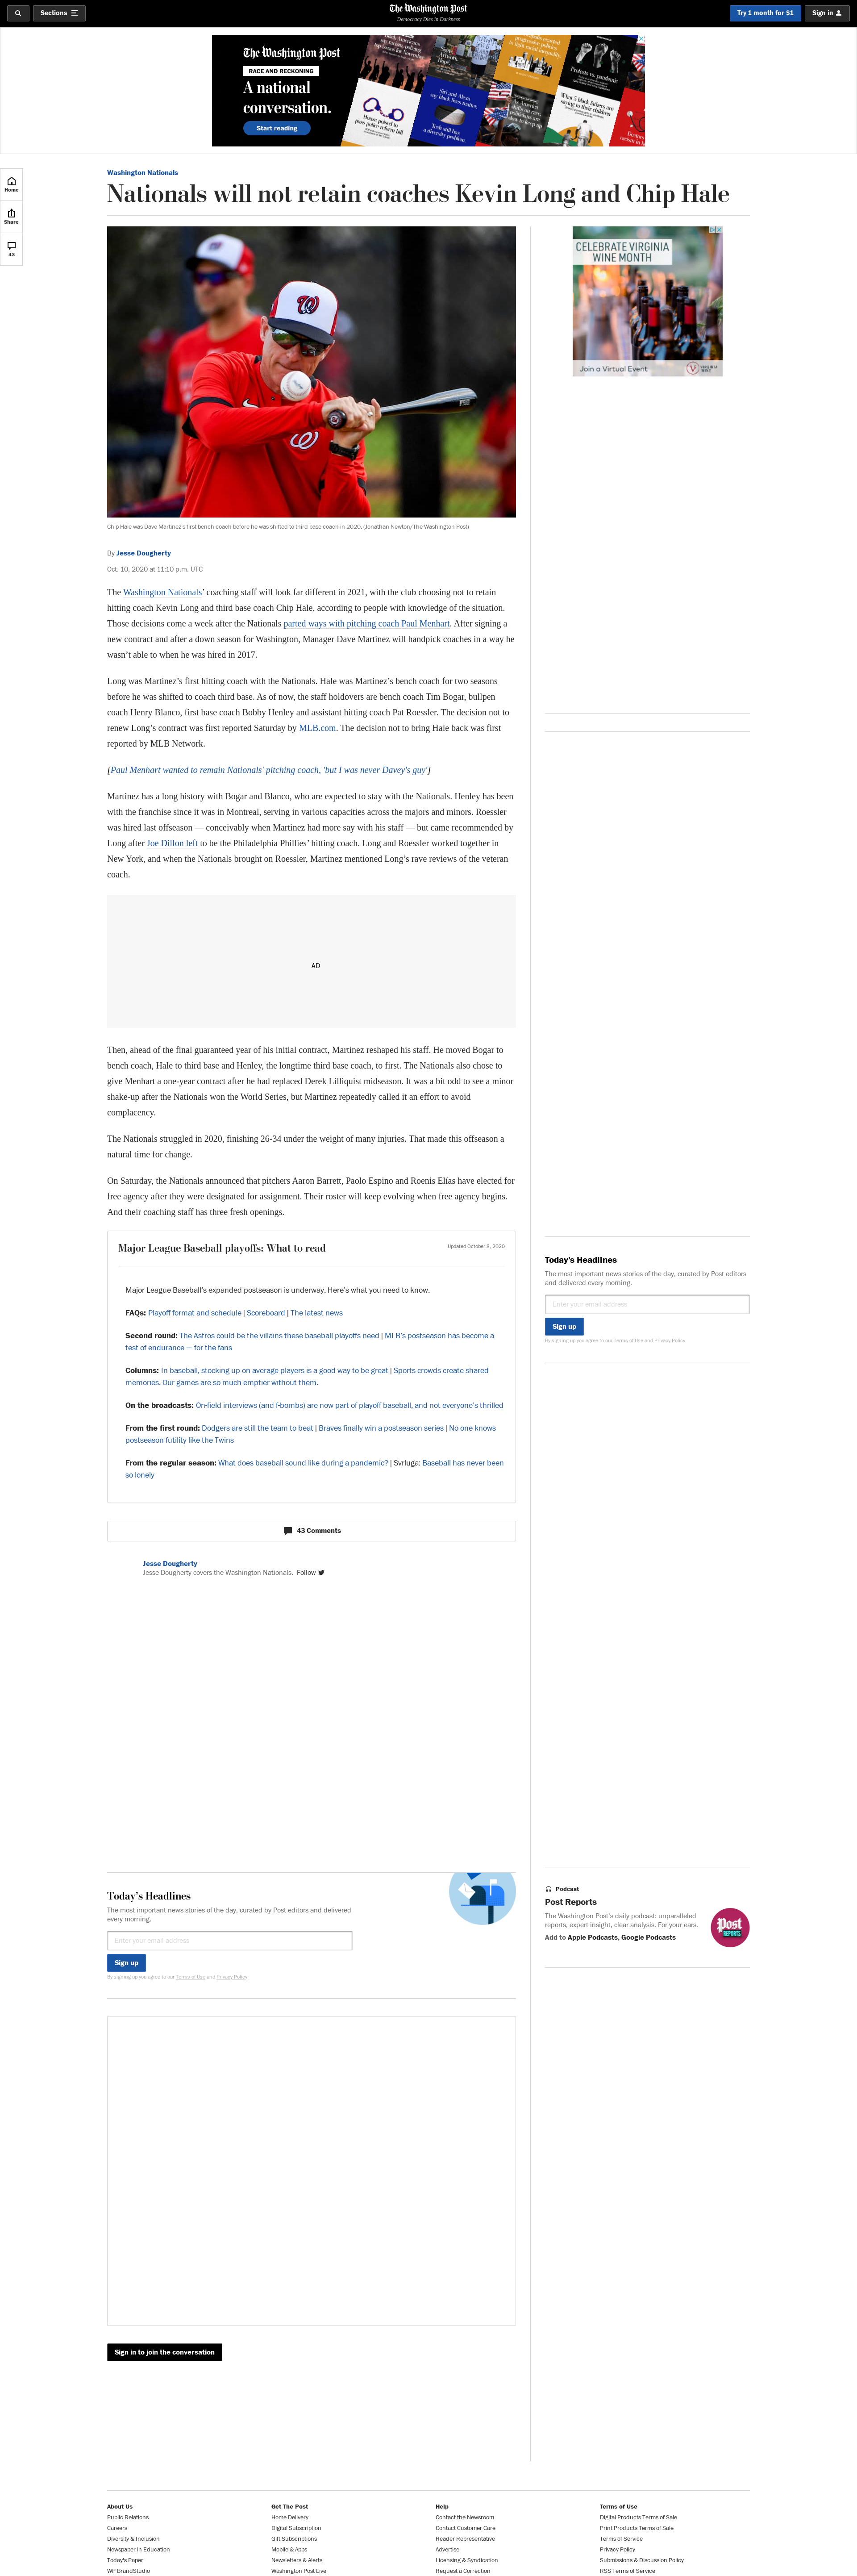 Sections
The Washington Post
Democracy Dies in Darkness
Try 1 month for $1
Sign in
The Washington Post
RACE AND RECKONING
A national
conversation.
Start reading
Home
Share
43
Washington Nationals
Nationals will not retain coaches Kevin Long and Chip Hale
CELEBRATE VIRGINIA
WINE MONTH
Join a Virtual Event
Chip Hale was Dave Martinez's first bench coach before he was shifted to third base coach in 2020. (Jonathan Newton/The Washington Post)
By Jesse Dougherty
Oct. 10, 2020 at 11:10 p.m. UTC
The Washington Nationals’ coaching staff will look far different in 2021, with the club choosing not to retain
hitting coach Kevin Long and third base coach Chip Hale, according to people with knowledge of the situation.
Those decisions come a week after the Nationals parted ways with pitching coach Paul Menhart. After signing a
new contract and after a down season for Washington, Manager Dave Martinez will handpick coaches in a way he
wasn’t able to when he was hired in 2017.
Long was Martinez’s first hitting coach with the Nationals. Hale was Martinez’s bench coach for two seasons
before he was shifted to coach third base. As of now, the staff holdovers are bench coach Tim Bogar, bullpen
coach Henry Blanco, first base coach Bobby Henley and assistant hitting coach Pat Roessler. The decision not to
renew Long’s contract was first reported Saturday by MLB.com. The decision not to bring Hale back was first
reported by MLB Network.
[Paul Menhart wanted to remain Nationals' pitching coach, 'but I was never Davey's guy']
Martinez has a long history with Bogar and Blanco, who are expected to stay with the Nationals. Henley has been
with the franchise since it was in Montreal, serving in various capacities across the majors and minors. Roessler
was hired last offseason — conceivably when Martinez had more say with his staff — but came recommended by
Long after Joe Dillon left to be the Philadelphia Phillies’ hitting coach. Long and Roessler worked together in
New York, and when the Nationals brought on Roessler, Martinez mentioned Long’s rave reviews of the veteran
coach.
AD
Then, ahead of the final guaranteed year of his initial contract, Martinez reshaped his staff. He moved Bogar to
bench coach, Hale to third base and Henley, the longtime third base coach, to first. The Nationals also chose to
give Menhart a one-year contract after he had replaced Derek Lilliquist midseason. It was a bit odd to see a minor
shake-up after the Nationals won the World Series, but Martinez repeatedly called it an effort to avoid
complacency.
The Nationals struggled in 2020, finishing 26-34 under the weight of many injuries. That made this offseason a
natural time for change.
On Saturday, the Nationals announced that pitchers Aaron Barrett, Paolo Espino and Roenis Elías have elected for
free agency after they were designated for assignment. Their roster will keep evolving when free agency begins.
And their coaching staff has three fresh openings.
Major League Baseball playoffs: What to read
Updated October 8, 2020
Major League Baseball’s expanded postseason is underway. Here’s what you need to know.
FAQs: Playoff format and schedule | Scoreboard | The latest news
Second round: The Astros could be the villains these baseball playoffs need | MLB’s postseason has become a
test of endurance — for the fans
Columns: In baseball, stocking up on average players is a good way to be great | Sports crowds create shared
memories. Our games are so much emptier without them.
On the broadcasts: On-field interviews (and f-bombs) are now part of playoff baseball, and not everyone’s thrilled
From the first round: Dodgers are still the team to beat | Braves finally win a postseason series | No one knows
postseason futility like the Twins
From the regular season: What does baseball sound like during a pandemic? | Svrluga: Baseball has never been
so lonely
43 Comments
Jesse Dougherty
Jesse Dougherty covers the Washington Nationals. Follow
Today’s Headlines
The most important news stories of the day, curated by Post editors and delivered
every morning.
Enter your email address
Sign up
By signing up you agree to our Terms of Use and Privacy Policy
Sign in to join the conversation
Today’s Headlines
The most important news stories of the day, curated by Post editors
and delivered every morning.
Enter your email address
Sign up
By signing up you agree to our Terms of Use and Privacy Policy
Podcast
Post Reports
The Washington Post’s daily podcast: unparalleled
reports, expert insight, clear analysis. For your ears.
Add to Apple Podcasts, Google Podcasts
Post
REPORTS
About Us
Public Relations
Careers
Diversity & Inclusion
Newspaper in Education
Today's Paper
WP BrandStudio
Get The Post
Home Delivery
Digital Subscription
Gift Subscriptions
Mobile & Apps
Newsletters & Alerts
Washington Post Live
Help
Contact the Newsroom
Contact Customer Care
Reader Representative
Advertise
Licensing & Syndication
Request a Correction
Terms of Use
Digital Products Terms of Sale
Print Products Terms of Sale
Terms of Service
Privacy Policy
Submissions & Discussion Policy
RSS Terms of Service